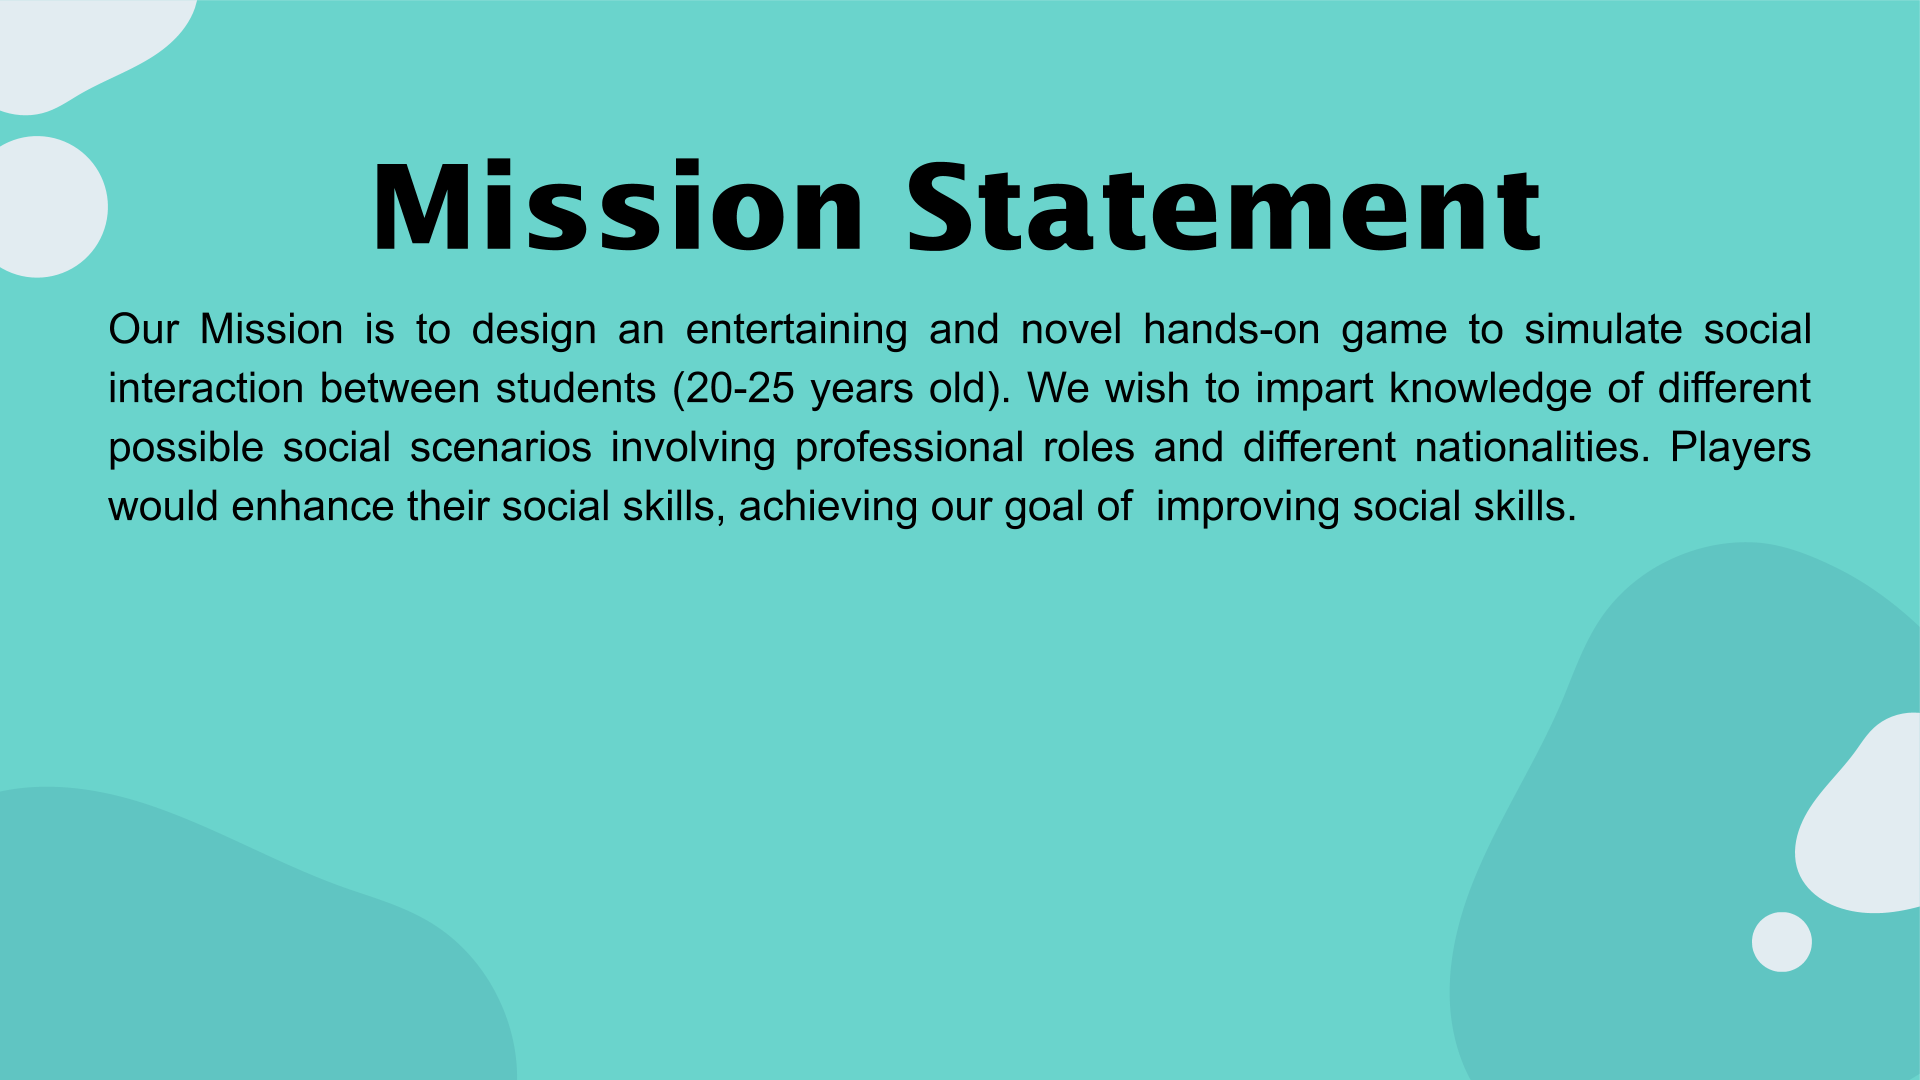 Mission Statement
Our Mission is to design an entertaining and novel hands-on game to simulate social
interaction between students (20-25 years old). We wish to impart knowledge of different
possible social scenarios involving professional roles and different nationalities. Players
would enhance their social skills, achieving our goal of  improving social skills.